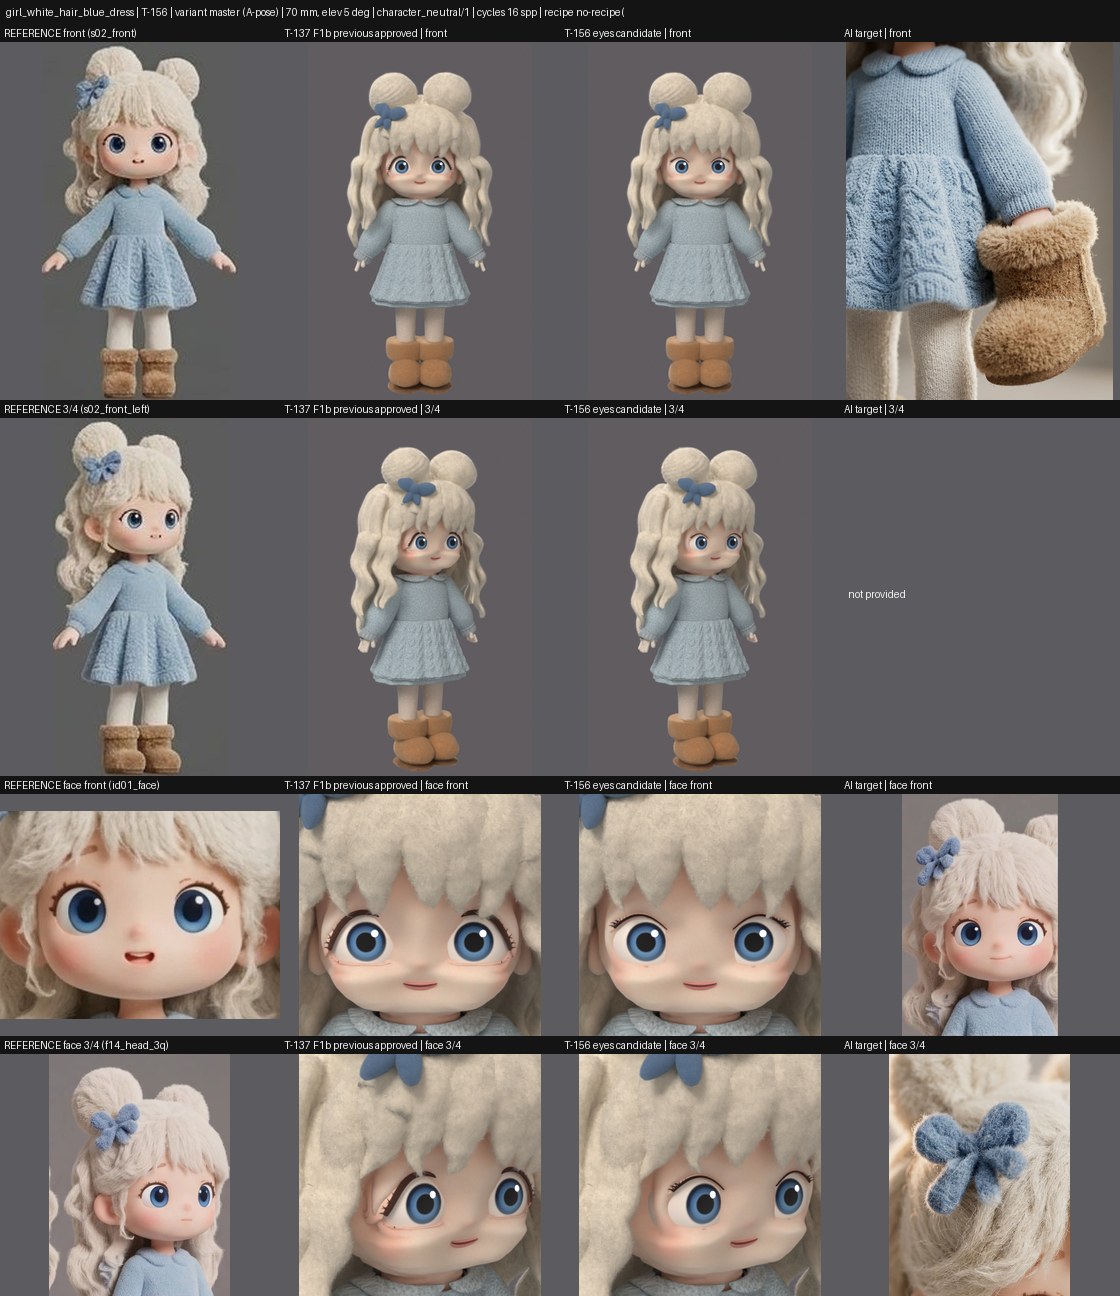 girl_white_hair_blue_dress | T-156 | variant master (A-pose) | 70 mm, elev 5 deg | character_neutral/1 | cycles 16 spp | recipe no-recipe(
REFERENCE front (s02_front)
T-137 F1b previous approved | front
T-156 eyes candidate | front
AI target | front
REFERENCE 3/4 (s02_front_left)
T-137 F1b previous approved | 3/4
T-156 eyes candidate | 3/4
AI target | 3/4
not provided
REFERENCE face front (id01_face)
T-137 F1b previous approved | face front
T-156 eyes candidate | face front
AI target | face front
REFERENCE face 3/4 (f14_head_3q)
T-137 F1b previous approved | face 3/4
T-156 eyes candidate | face 3/4
AI target | face 3/4